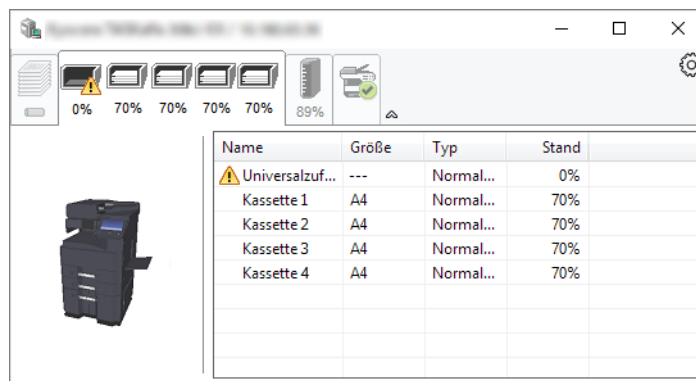 0% 70% 70% 70% 70% 89%
Name Größe Typ Stand
Universalzuf... --- Normal... 0%
Kassette 1 A4 Normal... 70%
Kassette 2 A4 Normal... 70%
Kassette 3 A4 Normal... 70%
Kassette 4 A4 Normal... 70%